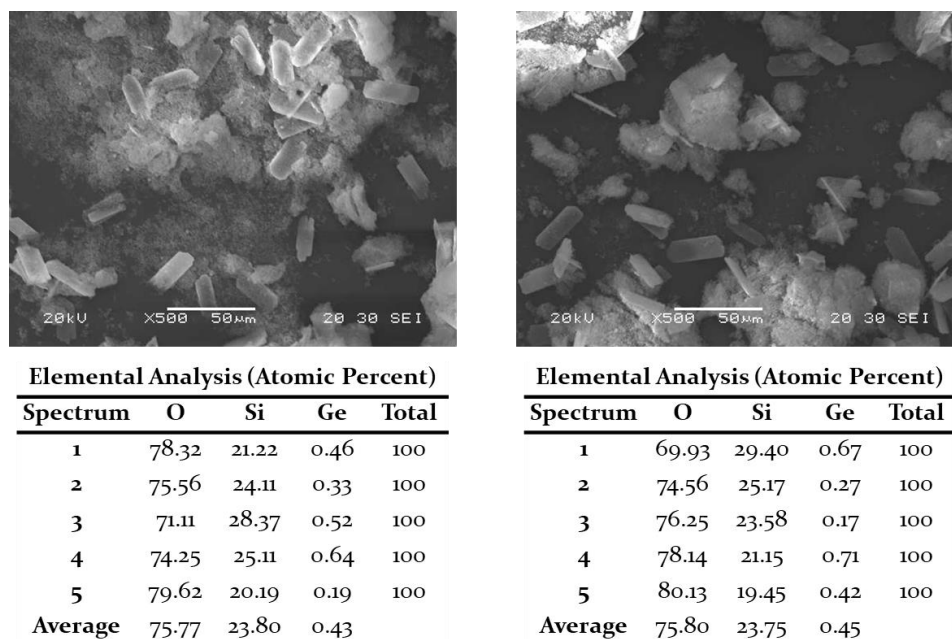 20kV X500 50μm 20 30 SEI
Elemental Analysis (Atomic Percent)
Spectrum O Si Ge Total
1 78.32 21.22 0.46 100
2 75.56 24.11 0.33 100
3 71.11 28.37 0.52 100
4 74.25 25.11 0.64 100
5 79.62 20.19 0.19 100
Average 75.77 23.80 0.43
20kV X500 50μm 20 30 SEI
Elemental Analysis (Atomic Percent)
Spectrum O Si Ge Total
1 69.93 29.40 0.67 100
2 74.56 25.17 0.27 100
3 76.25 23.58 0.17 100
4 78.14 21.15 0.71 100
5 80.13 19.45 0.42 100
Average 75.80 23.75 0.45